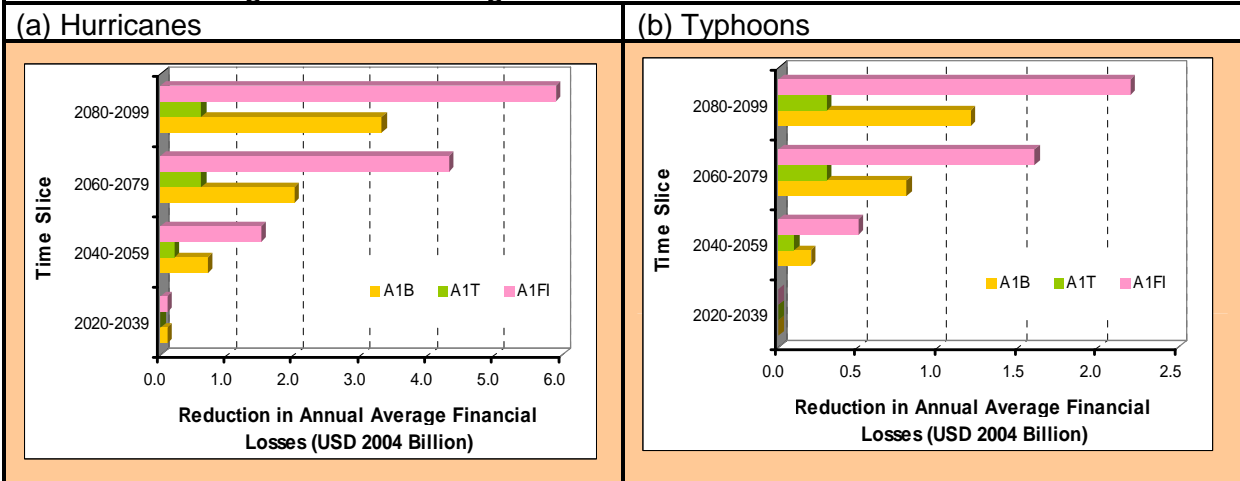 (a) Hurricanes
Time Slice
2080-2099
2060-2079
2040-2059
2020-2039
A1B A1T A1FI
0.0 1.0 2.0 3.0 4.0 5.0 6.0
Reduction in Annual Average Financial
Losses (USD 2004 Billion)
(b) Typhoons
Time Slice
2080-2099
2060-2079
2040-2059
2020-2039
A1B A1T A1FI
0.0 0.5 1.0 1.5 2.0 2.5
Reduction in Annual Average Financial
Losses (USD 2004 Billion)